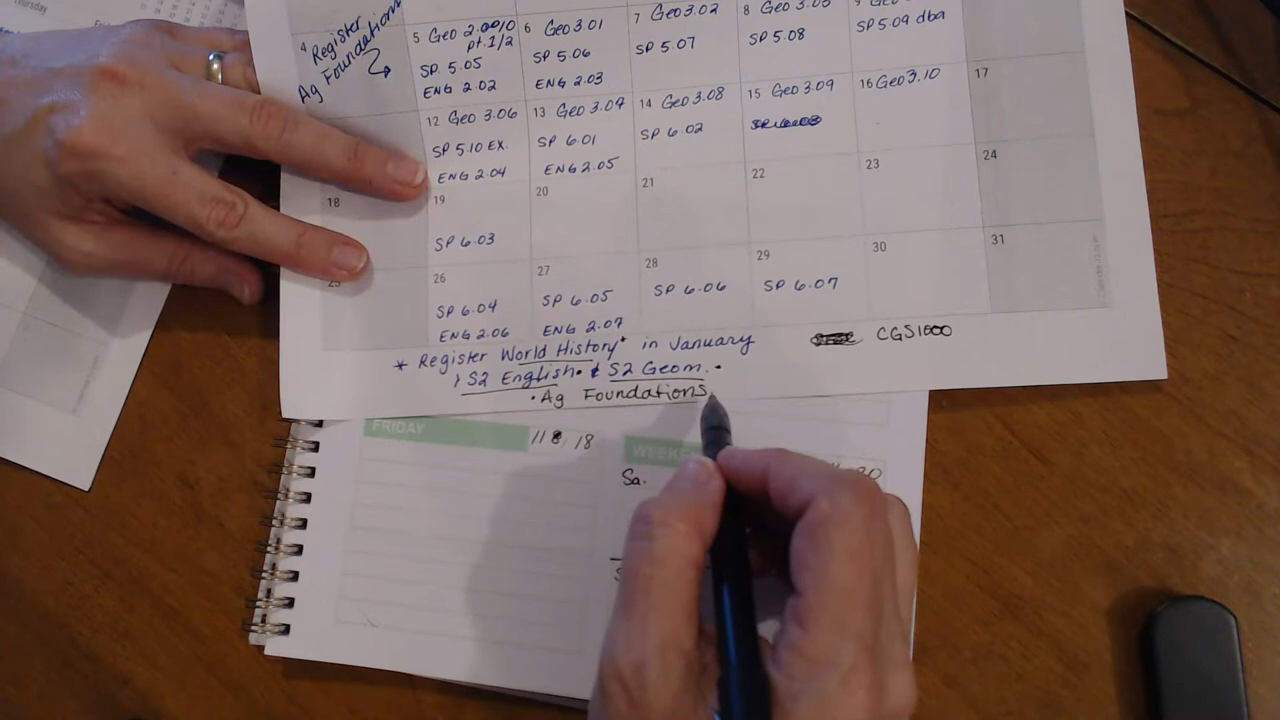 Thursday
4 Register
Ag Foundations
5 Geo 2.09/10
pt. 1/2
SP. 5.05
ENG 2.02
6 Geo 3.01
SP 5.06
ENG 2.03
7 Geo 3.02
SP 5.07
8 Geo 3.03
SP 5.08
9
SP 5.09 dba
12 Geo 3.06
SP 5.10 EX.
ENG 2.04
13 Geo 3.07
SP 6.01
ENG 2.05
14 Geo 3.08
SP 6.02
15 Geo 3.09
16 Geo 3.10
17
18
19
SP 6.03
20
21
22
23
24
25
26
SP 6.04
ENG 2.06
27
SP 6.05
ENG 2.07
28
SP 6.06
29
SP 6.07
30
31
* Register World History* in January
S2 English • & S2 Geom. •
• Ag Foundations
CGS1000
FRIDAY
11 18
Sa.